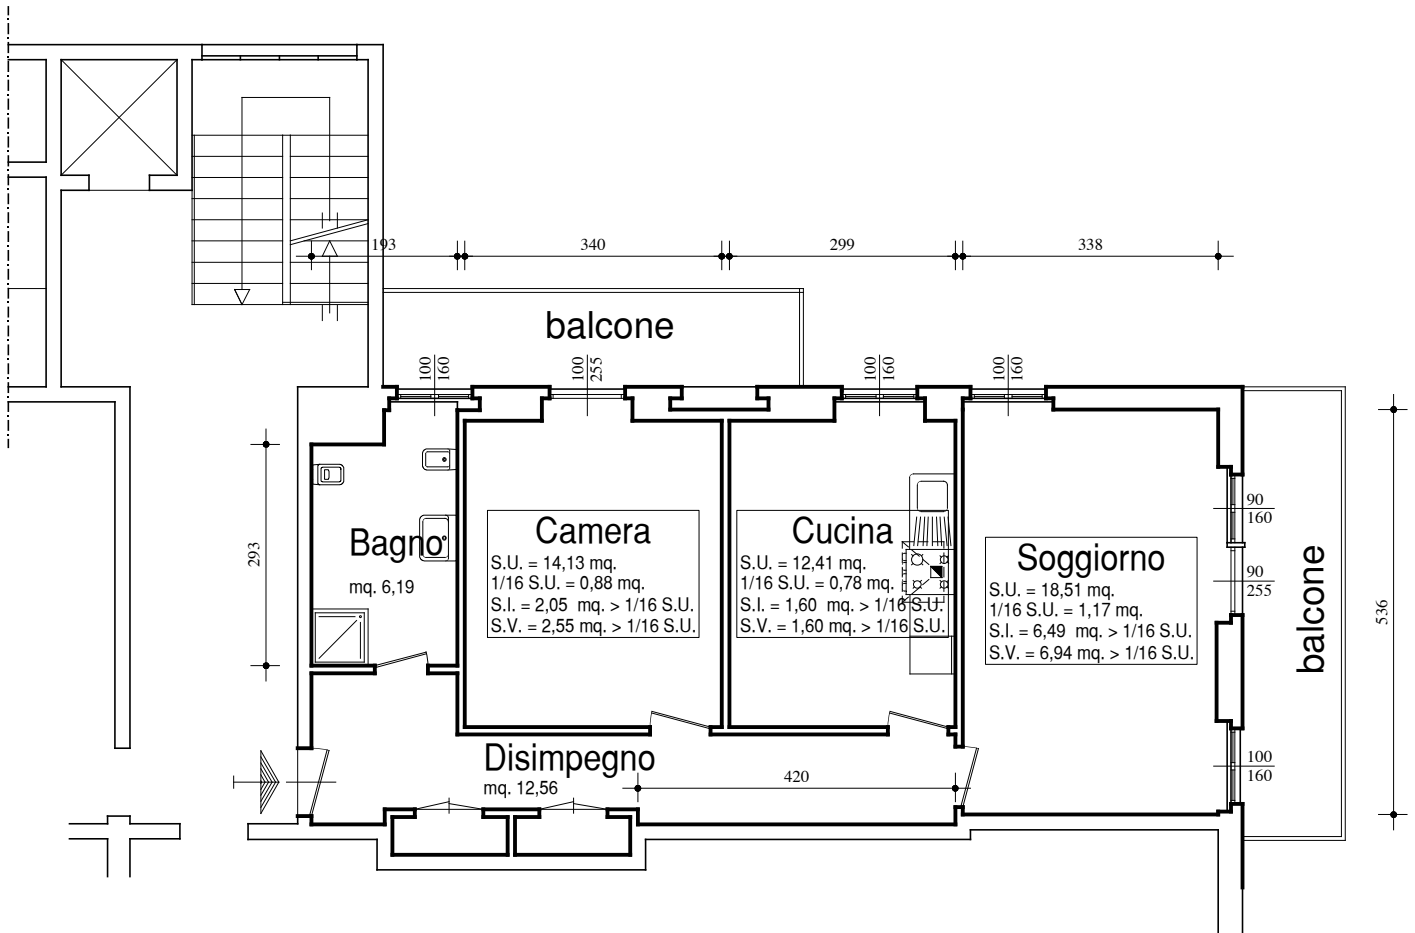 193
340
299
338
balcone
100
160
100
255
100
160
100
160
293
Bagno
mq. 6,19
Camera
S.U. = 14,13 mq.
1/16 S.U. = 0,88 mq.
S.I. = 2,05 mq. > 1/16 S.U.
S.V. = 2,55 mq. > 1/16 S.U.
Cucina
S.U. = 12,41 mq.
1/16 S.U. = 0,78 mq.
S.I. = 1,60 mq. > 1/16 S.U.
S.V. = 1,60 mq. > 1/16 S.U.
Soggiorno
S.U. = 18,51 mq.
1/16 S.U. = 1,17 mq.
S.I. = 6,49 mq. > 1/16 S.U.
S.V. = 6,94 mq. > 1/16 S.U.
90
160
90
255
balcone
536
Disimpegno
mq. 12,56
420
100
160